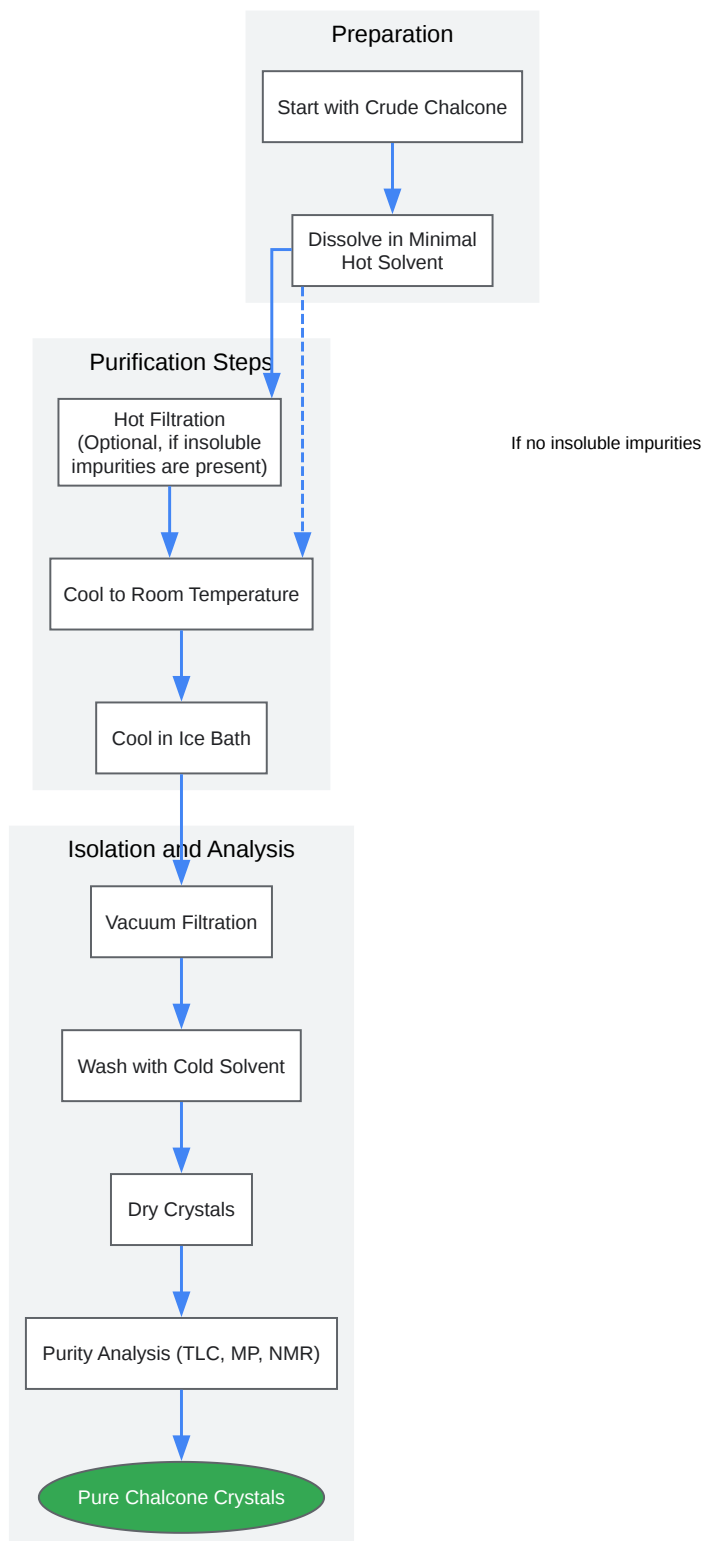 Preparation
Start with Crude Chalcone
Dissolve in Minimal
Hot Solvent
Purification Steps
Hot Filtration
(Optional, if insoluble
impurities are present)
If no insoluble impurities
Cool to Room Temperature
Cool in Ice Bath
Isolation and Analysis
Vacuum Filtration
Wash with Cold Solvent
Dry Crystals
Purity Analysis (TLC, MP, NMR)
Pure Chalcone Crystals